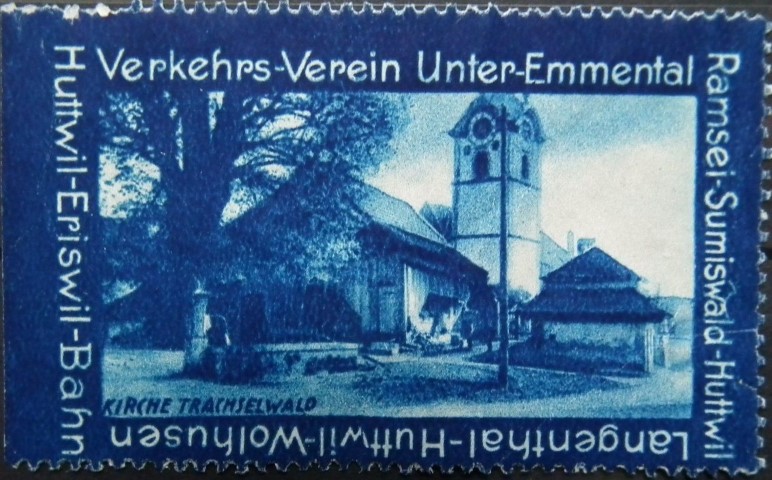 Verkehrs-Verein Unter-Emmental
Ramsei-Sumiswald-Huttwil
Langenthal-Huttwil-Wolhusen
Huttwil-Eriswil-Bahn
KIRCHE TRACHSELWALD